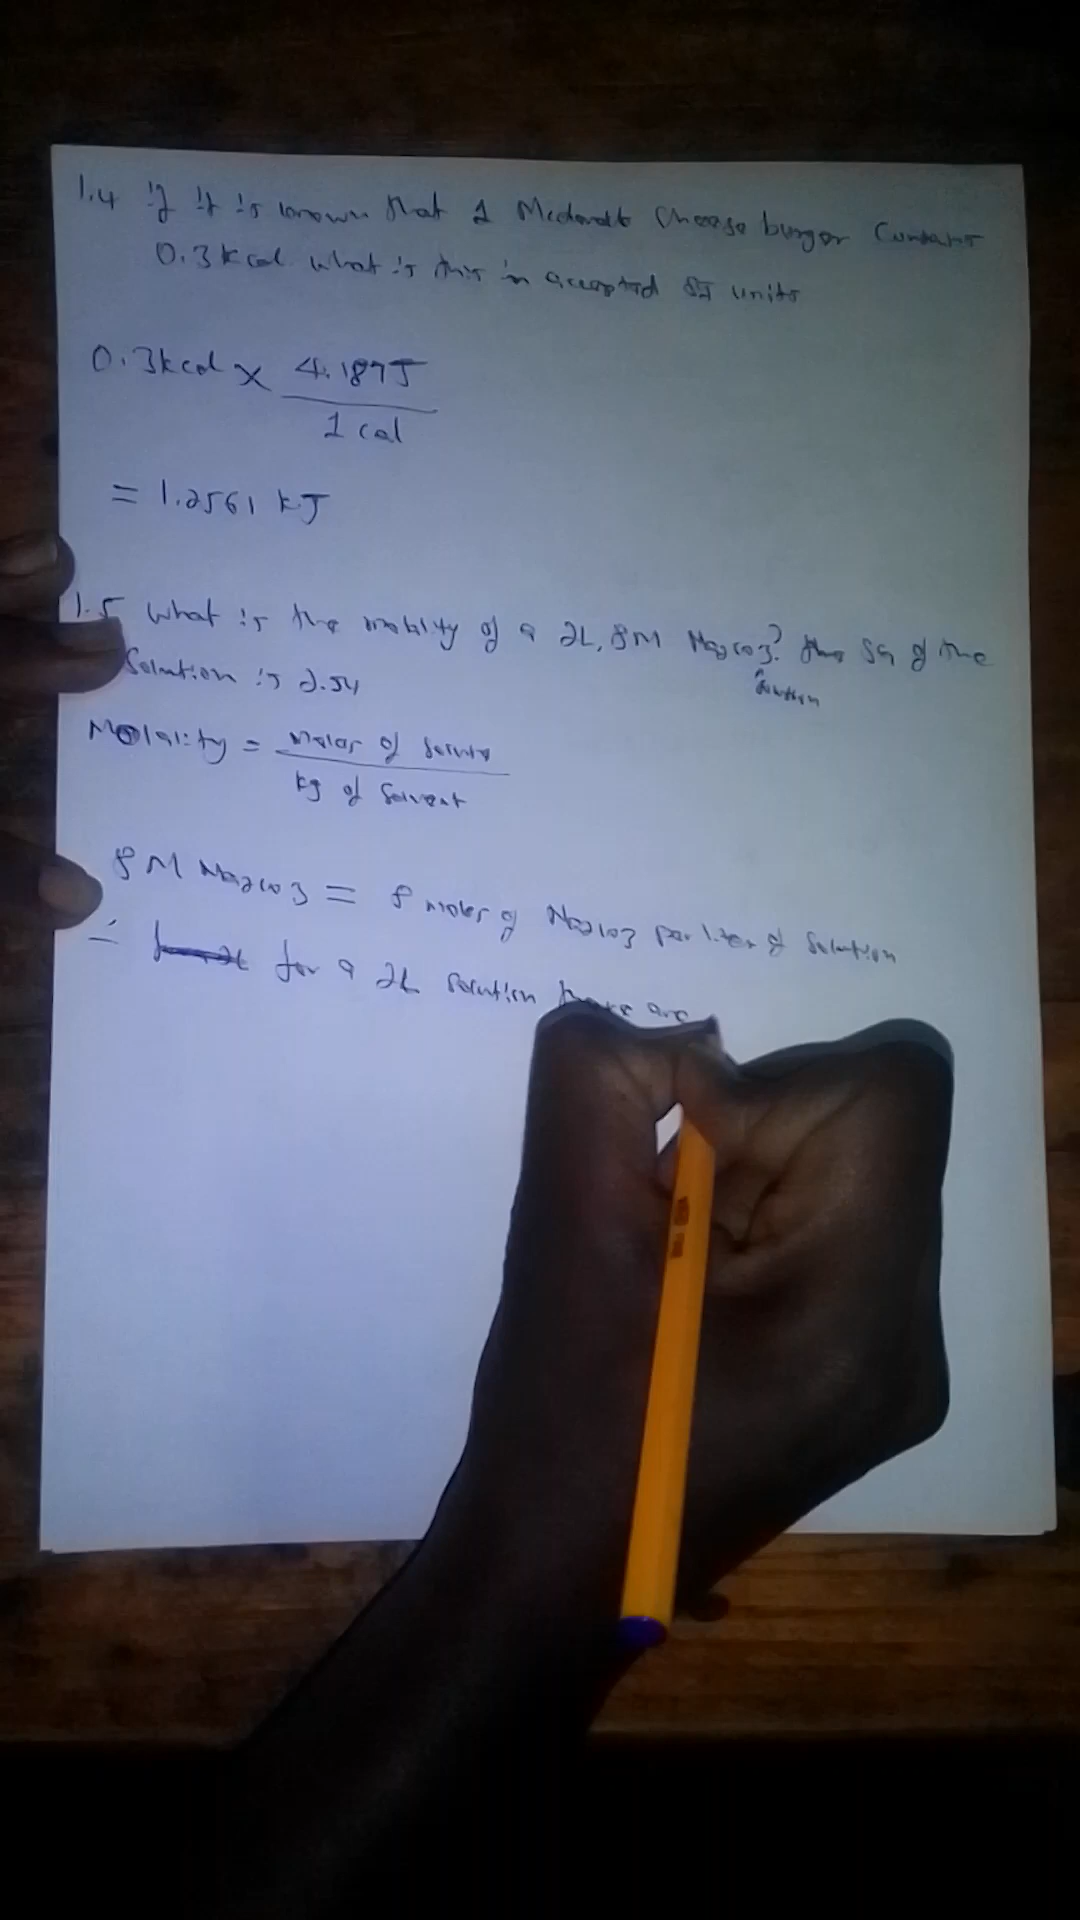 1.4 if it is known that 1 Mcdonalds cheese burger contains
0.3kcal what is this in accepted SI units
0.3kcal x 4.187J
1 cal
= 1.2561 kJ
1.5 What is the molality of a 2L, 8M Na2CO3? the SG of the
solution
solution is 2.54
Molality = moles of solute
kg of solvent
8M Na2CO3 = 8 moles of Na2CO3 per liter of solution
for a 2L solution there are